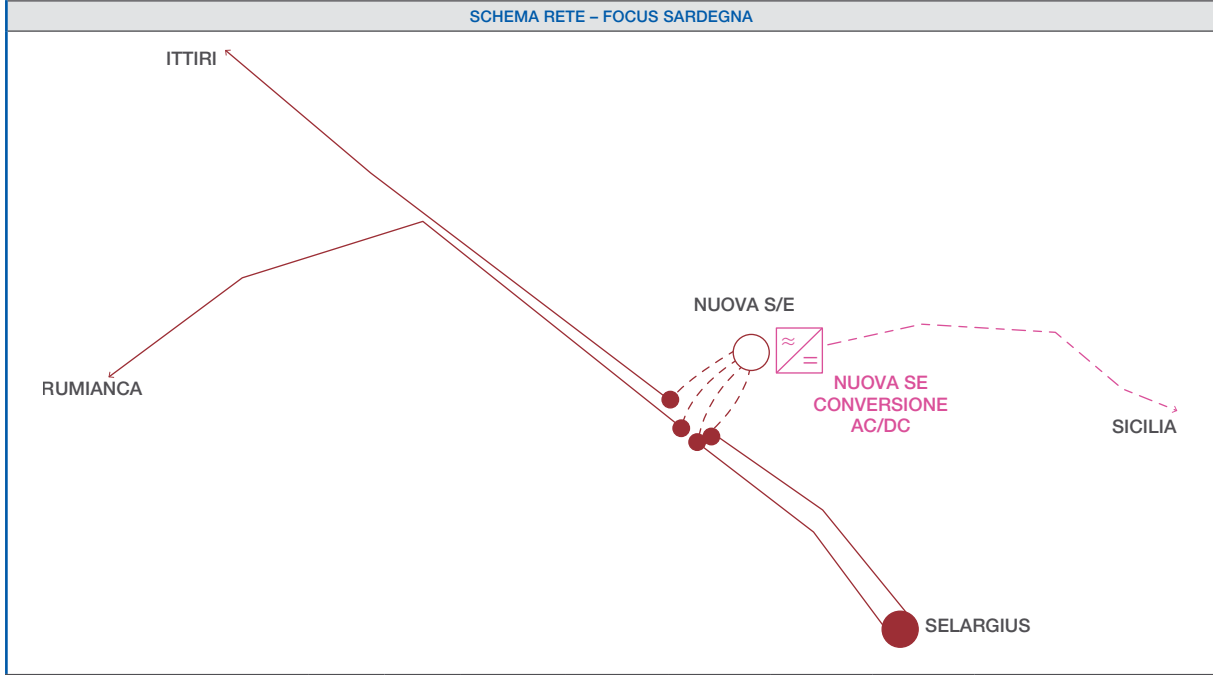 SCHEMA RETE – FOCUS SARDEGNA
ITTIRI
NUOVA S/E
RUMIANCA
NUOVA SE
CONVERSIONE
AC/DC
SICILIA
SELARGIUS